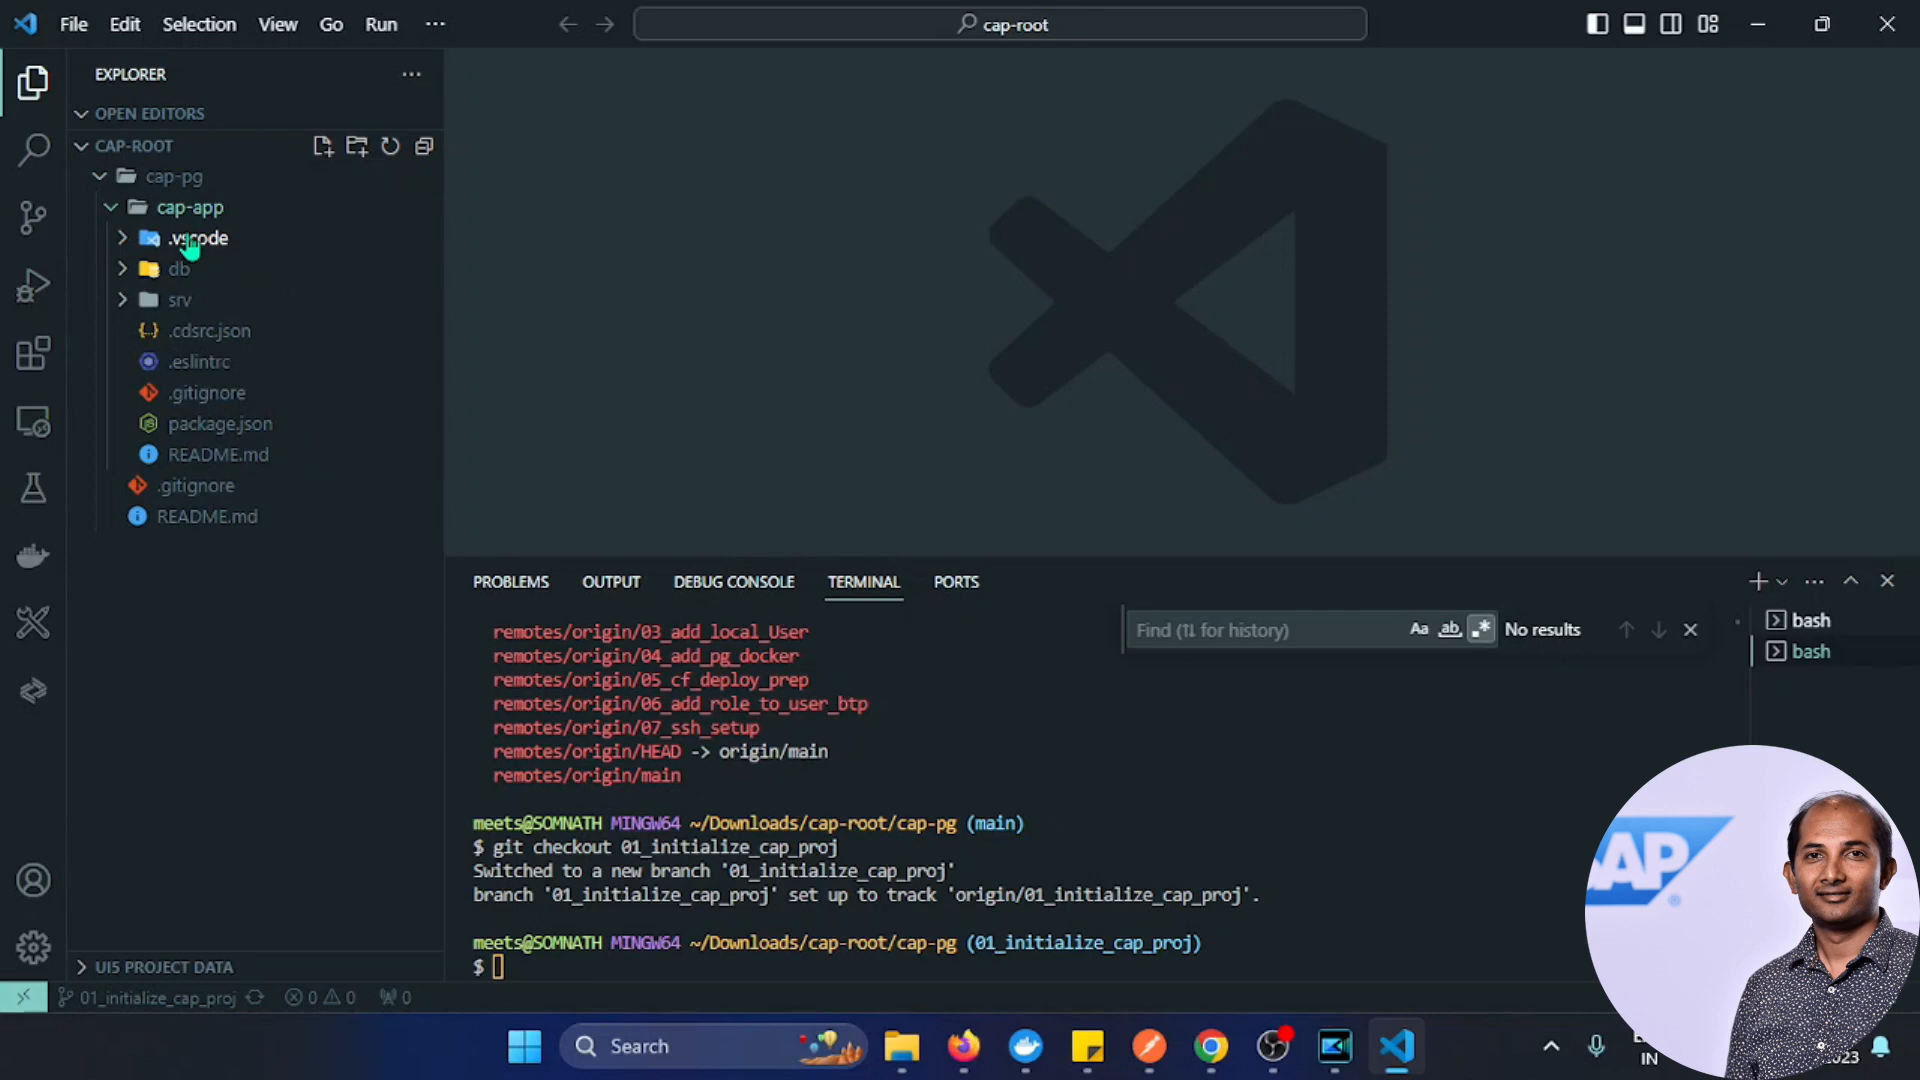 File Edit Selection View Go Run ...
cap-root
EXPLORER
OPEN EDITORS
CAP-ROOT
cap-pg
cap-app
.vscode
db
srv
.cdsrc.json
.eslintrc
.gitignore
package.json
README.md
.gitignore
README.md
UI5 PROJECT DATA
PROBLEMS OUTPUT DEBUG CONSOLE TERMINAL PORTS
Find (⇅ for history) Aa ab .* No results
bash
bash
remotes/origin/03_add_local_User
remotes/origin/04_add_pg_docker
remotes/origin/05_cf_deploy_prep
remotes/origin/06_add_role_to_user_btp
remotes/origin/07_ssh_setup
remotes/origin/HEAD -> origin/main
remotes/origin/main
meets@SOMNATH MINGW64 ~/Downloads/cap-root/cap-pg (main)
$ git checkout 01_initialize_cap_proj
Switched to a new branch '01_initialize_cap_proj'
branch '01_initialize_cap_proj' set up to track 'origin/01_initialize_cap_proj'.
meets@SOMNATH MINGW64 ~/Downloads/cap-root/cap-pg (01_initialize_cap_proj)
$
01_initialize_cap_proj 0 0 0
Search
IN
AP